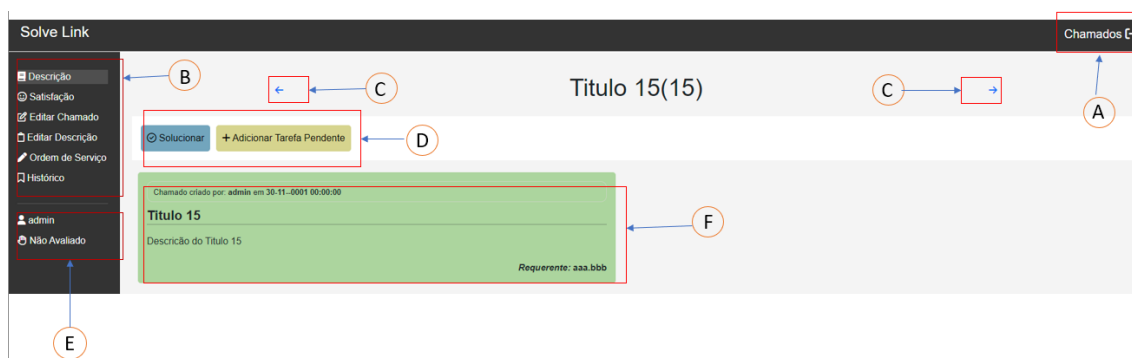 Solve Link
Chamados
Descrição
Satisfação
Editar Chamado
Editar Descrição
Ordem de Serviço
Histórico
admin
Não Avaliado
B
C
Titulo 15(15)
C
A
Solucionar
+ Adicionar Tarefa Pendente
D
Chamado criado por: admin em 30-11--0001 00:00:00
Titulo 15
Descricão do Titulo 15
Requerente: aaa.bbb
F
E